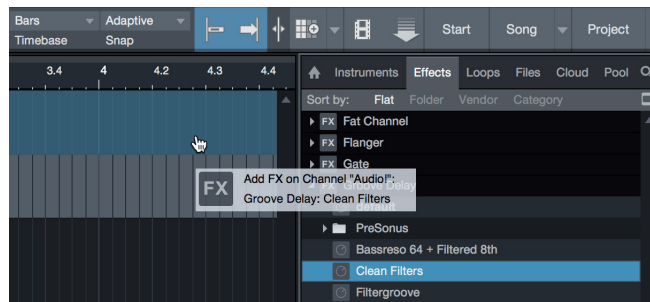 Bars Adaptive
Timebase Snap
Start Song Project
3.4 4 4.2 4.3 4.4
Instruments Effects Loops Files Cloud Pool
Sort by: Flat Folder Vendor Category
FX Fat Channel
FX Flanger
FX Gate
FX Groove Delay
FX Add FX on Channel "Audio!":
Groove Delay: Clean Filters
default
PreSonus
Bassreso 64 + Filtered 8th
Clean Filters
Filtergroove